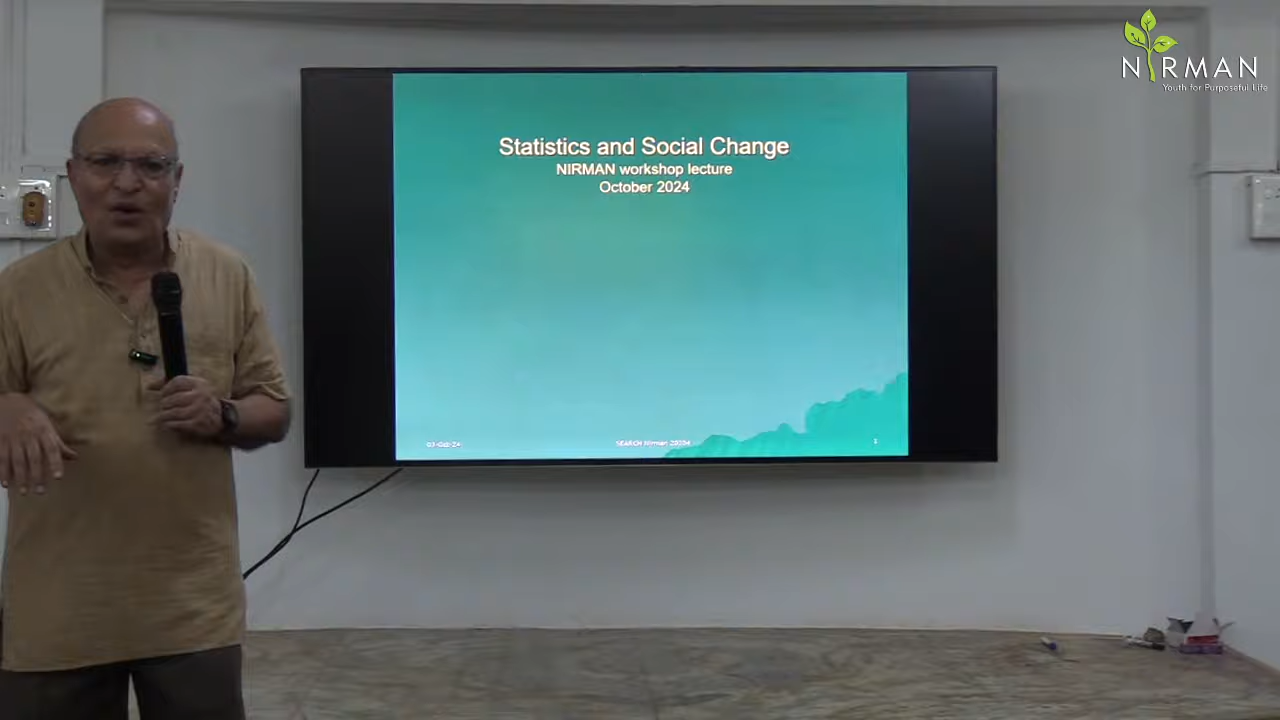 NIRMAN
Youth for Purposeful Life
Statistics and Social Change
NIRMAN workshop lecture
October 2024